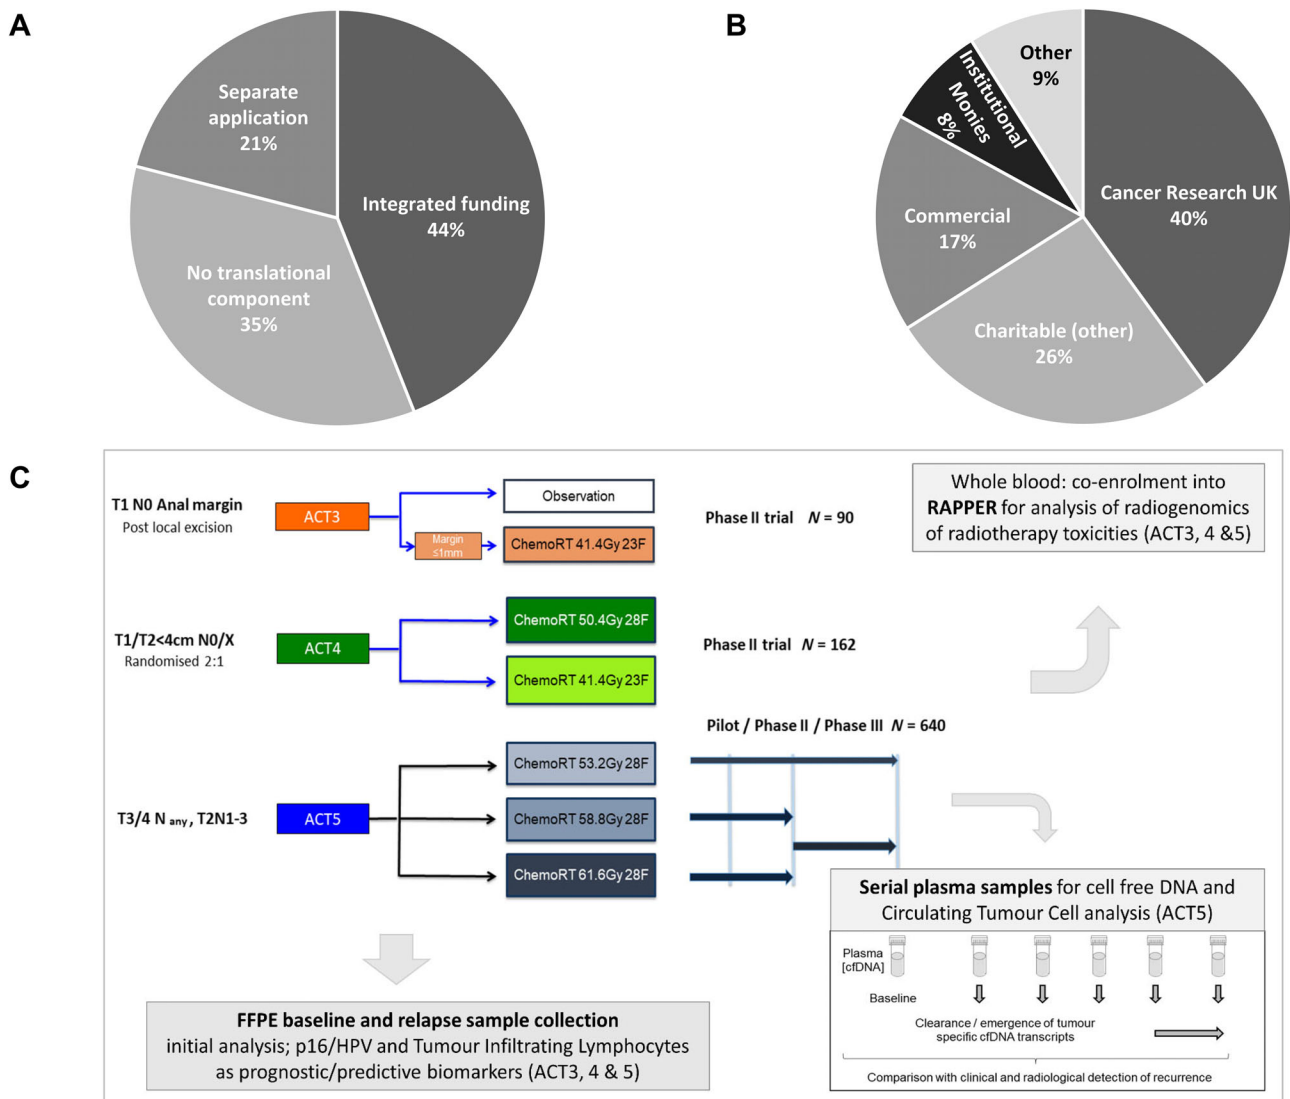 A
Separate
application
21%
Integrated funding
44%
No translational
component
35%
B
Other
9%
Institutional
Monies
8%
Cancer Research UK
40%
Commercial
17%
Charitable (other)
26%
C
T1 N0 Anal margin
Post local excision
ACT3
Observation
Margin
≤1mm
ChemoRT 41.4Gy 23F
Phase II trial N = 90
Whole blood: co-enrolment into
RAPPER for analysis of radiogenomics
of radiotherapy toxicities (ACT3, 4 &5)
T1/T2<4cm N0/X
Randomised 2:1
ACT4
ChemoRT 50.4Gy 28F
ChemoRT 41.4Gy 23F
Phase II trial N = 162
Pilot / Phase II / Phase III N = 640
T3/4 N any, T2N1-3
ACT5
ChemoRT 53.2Gy 28F
ChemoRT 58.8Gy 28F
ChemoRT 61.6Gy 28F
Serial plasma samples for cell free DNA and
Circulating Tumour Cell analysis (ACT5)
Plasma
[cfDNA]
Baseline
Clearance / emergence of tumour
specific cfDNA transcripts
Comparison with clinical and radiological detection of recurrence
FFPE baseline and relapse sample collection
initial analysis; p16/HPV and Tumour Infiltrating Lymphocytes
as prognostic/predictive biomarkers (ACT3, 4 & 5)